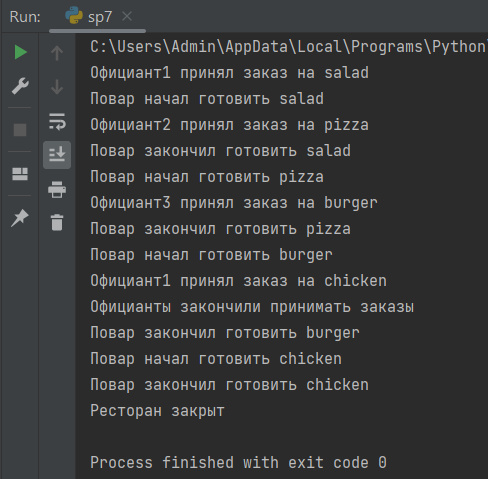 Run: sp7
C:\Users\Admin\AppData\Local\Programs\Python\
Официант1 принял заказ на salad
Повар начал готовить salad
Официант2 принял заказ на pizza
Повар закончил готовить salad
Повар начал готовить pizza
Официант3 принял заказ на burger
Повар закончил готовить pizza
Повар начал готовить burger
Официант1 принял заказ на chicken
Официанты закончили принимать заказы
Повар закончил готовить burger
Повар начал готовить chicken
Повар закончил готовить chicken
Ресторан закрыт
Process finished with exit code 0